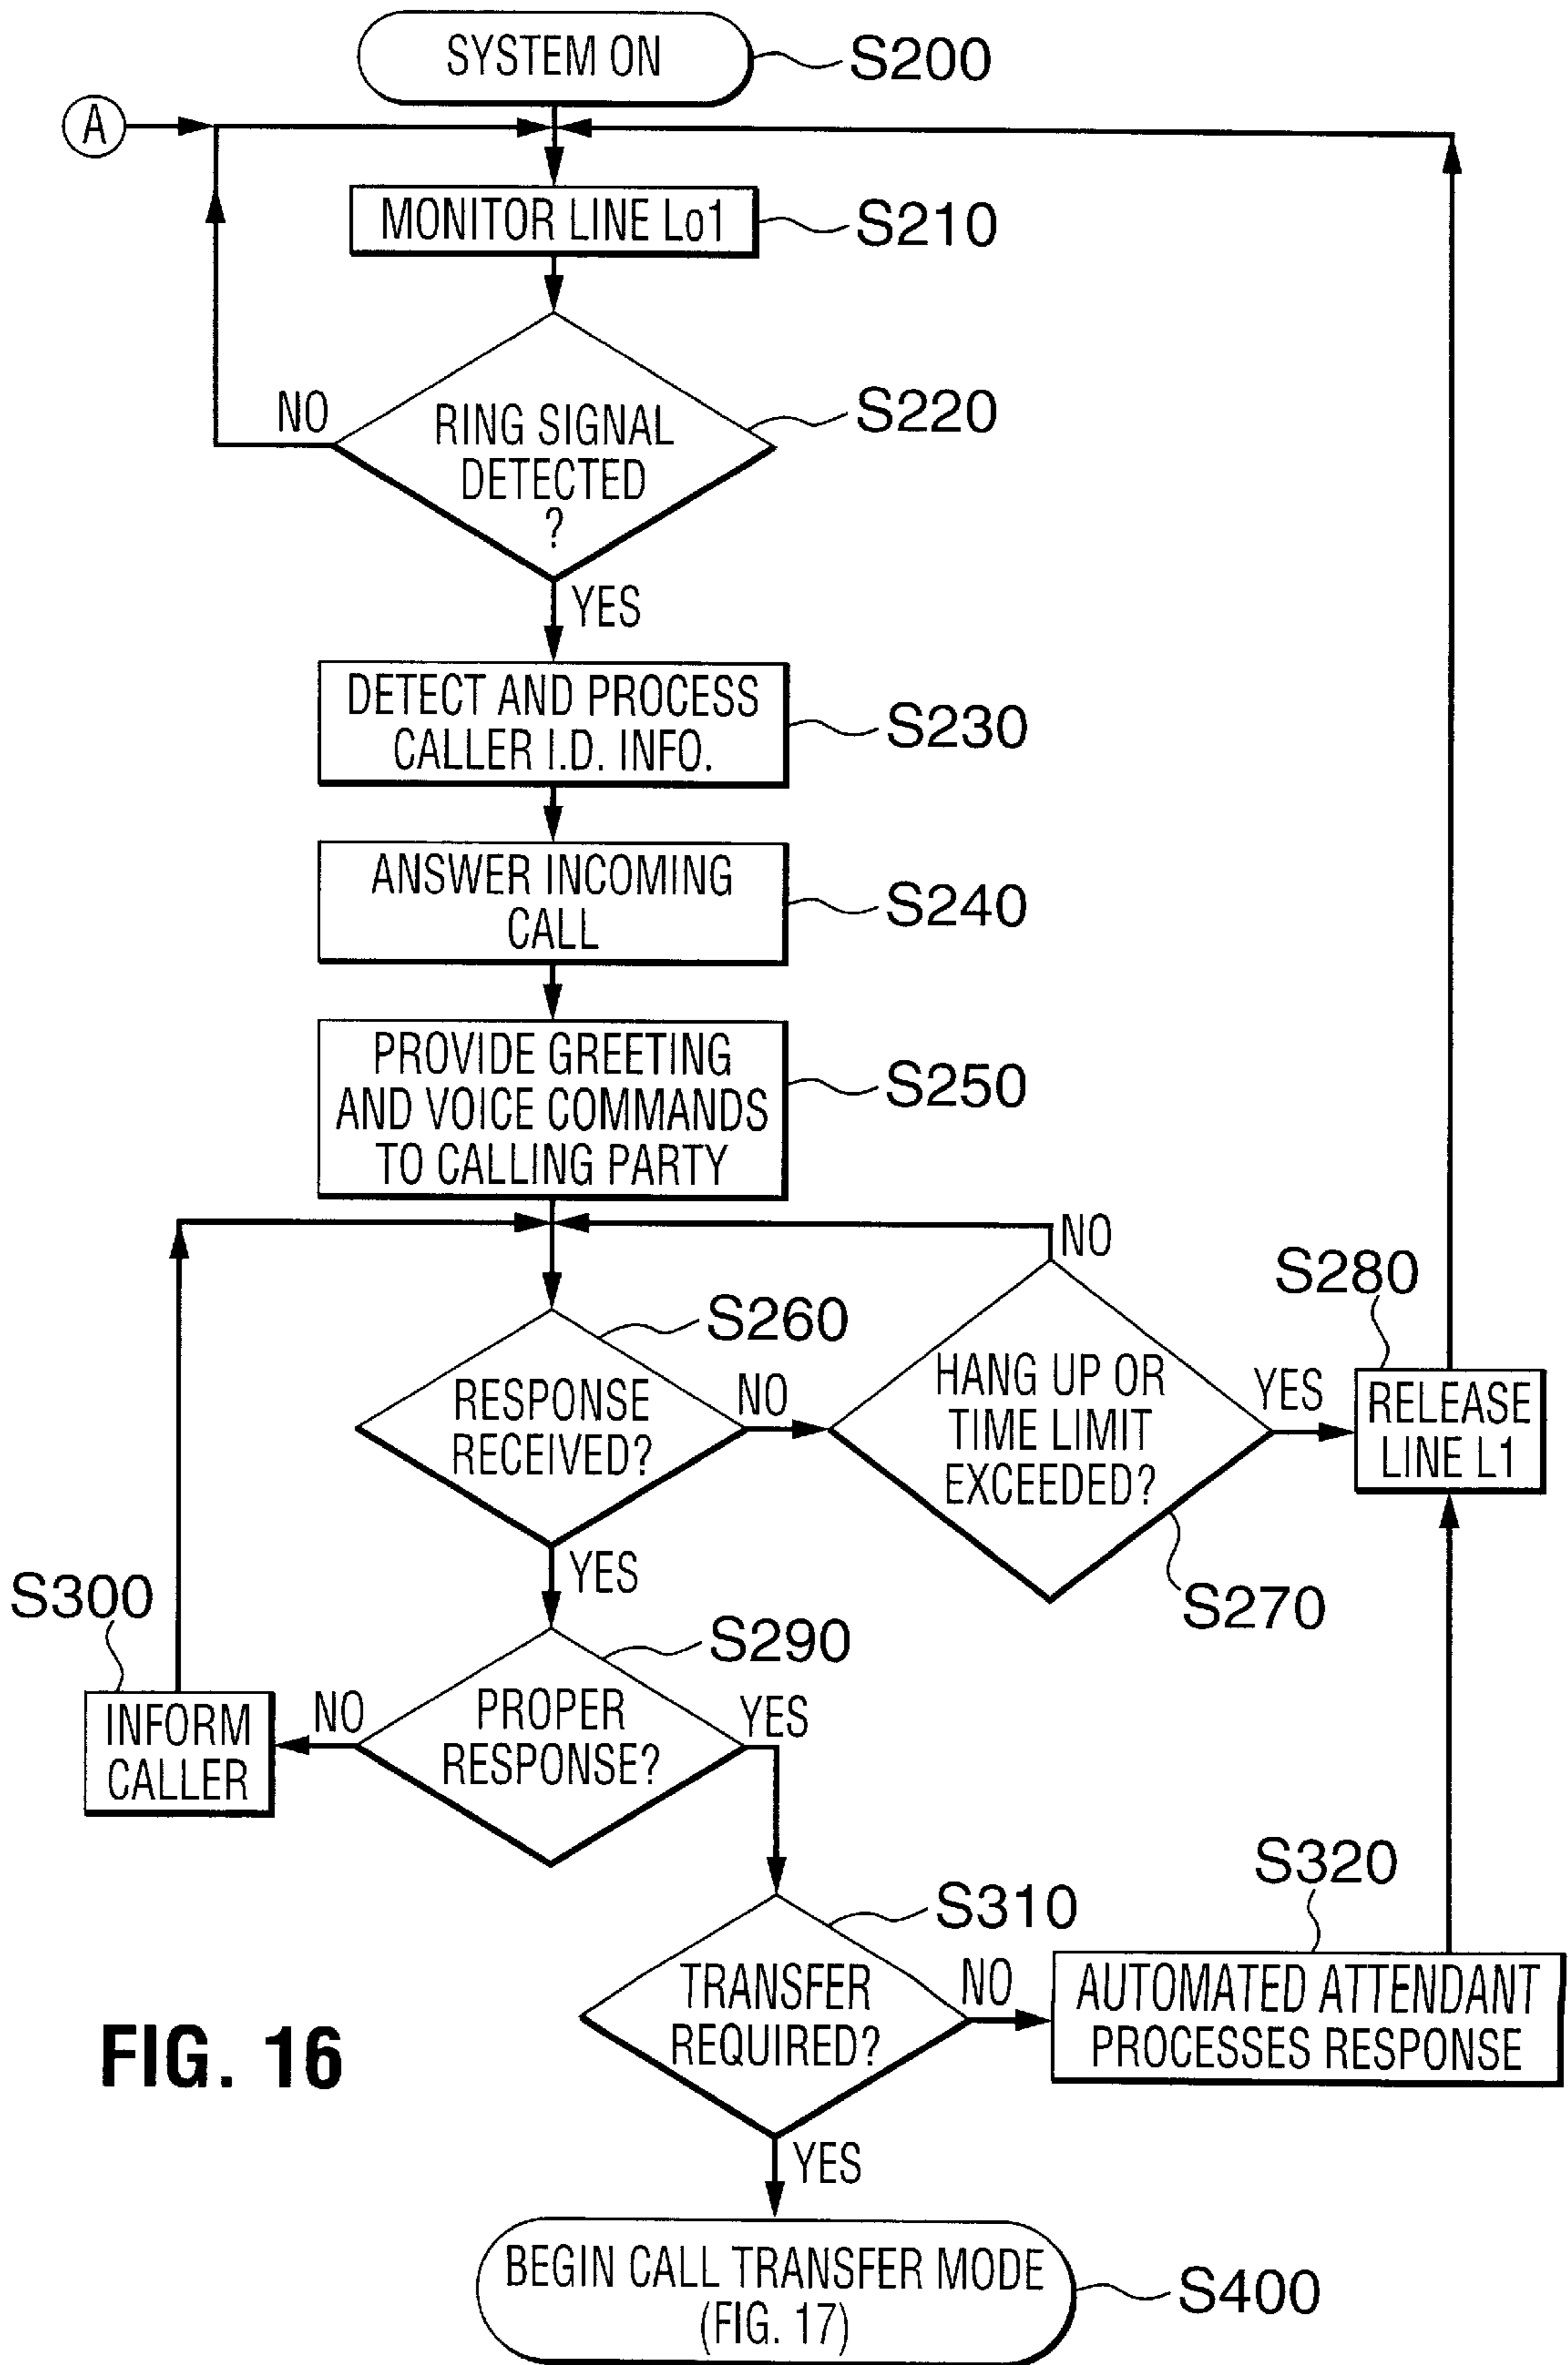 SYSTEM ON
S200
A
MONITOR LINE Lo1
S210
NO
RING SIGNAL
DETECTED
?
S220
YES
DETECT AND PROCESS
CALLER I.D. INFO.
S230
ANSWER INCOMING
CALL
S240
PROVIDE GREETING
AND VOICE COMMANDS
TO CALLING PARTY
S250
NO
S260
RESPONSE
RECEIVED?
NO
HANG UP OR
TIME LIMIT
EXCEEDED?
YES
S280
RELEASE
LINE L1
YES
S270
S300
S290
INFORM
CALLER
NO
PROPER
RESPONSE?
YES
S310
S320
TRANSFER
REQUIRED?
NO
AUTOMATED ATTENDANT
PROCESSES RESPONSE
FIG. 16
YES
BEGIN CALL TRANSFER MODE
(FIG. 17)
S400